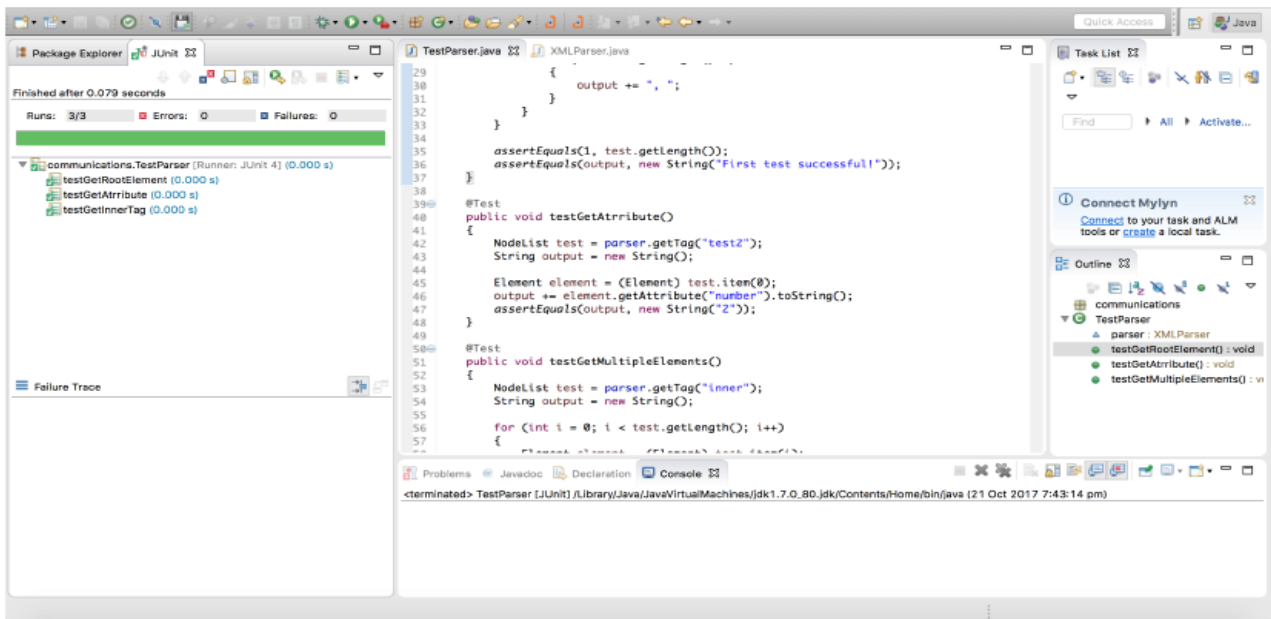 Quick Access
Java
Package Explorer
JUnit
Finished after 0.079 seconds
Runs: 3/3
Errors: 0
Failures: 0
communications.TestParser [Runner: JUnit 4] (0.000 s)
testGetRootElement (0.000 s)
testGetAtrribute (0.000 s)
testGetInnerTag (0.000 s)
Failure Trace
TestParser.java
XMLParser.java
29 {
30 output += ", ";
31 }
32 }
33 }
34
35 assertEquals(1, test.getLength());
36 assertEquals(output, new String("First test successful!"));
37 }
38
39 @Test
40 public void testGetAtrribute()
41 {
42 NodeList test = parser.getTag("test2");
43 String output = new String();
44
45 Element element = (Element) test.item(0);
46 output += element.getAttribute("number").toString();
47 assertEquals(output, new String("2"));
48 }
49
50 @Test
51 public void testGetMultipleElements()
52 {
53 NodeList test = parser.getTag("inner");
54 String output = new String();
55
56 for (int i = 0; i < test.getLength(); i++)
57 {
Task List
Find
All
Activate...
Connect Mylyn
Connect to your task and ALM
tools or create a local task.
Outline
communications
TestParser
parser : XMLParser
testGetRootElement() : void
testGetAtrribute() : void
testGetMultipleElements() :
Problems
Javadoc
Declaration
Console
<terminated> TestParser [JUnit] /Library/Java/JavaVirtualMachines/jdk1.7.0_80.jdk/Contents/Home/bin/java (21 Oct 2017 7:43:14 pm)